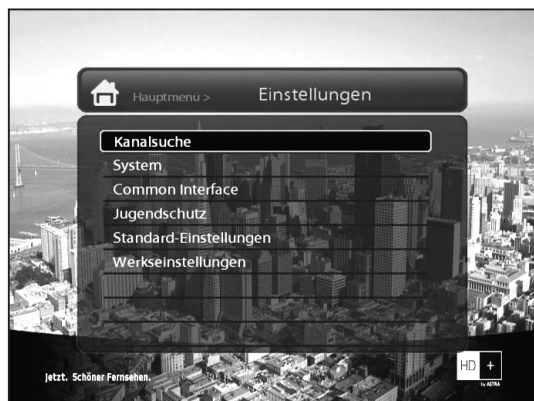 Hauptmenü > Einstellungen
Kanalsuche
System
Common Interface
Jugendschutz
Standard-Einstellungen
Werkseinstellungen
Jetzt. Schöner Fernsehen.
HD +
by ASTRA